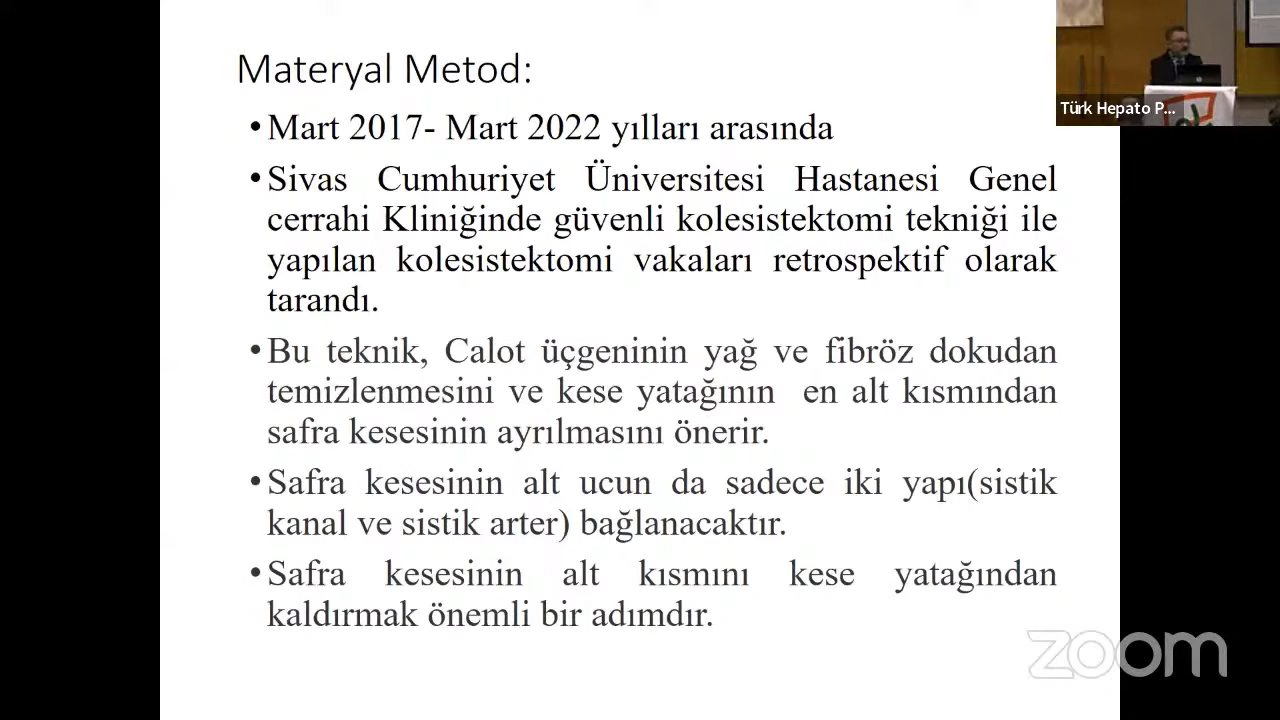 Materyal Metod:
•Mart 2017- Mart 2022 yılları arasında
•Sivas Cumhuriyet Üniversitesi Hastanesi Genel
cerrahi Kliniğinde güvenli kolesistektomi tekniği ile
yapılan kolesistektomi vakaları retrospektif olarak
tarandı.
•Bu teknik, Calot üçgeninin yağ ve fibröz dokudan
temizlenmesini ve kese yatağının en alt kısmından
safra kesesinin ayrılmasını önerir.
•Safra kesesinin alt ucun da sadece iki yapı(sistik
kanal ve sistik arter) bağlanacaktır.
•Safra kesesinin alt kısmını kese yatağından
kaldırmak önemli bir adımdır.
Türk Hepato P...
zoom